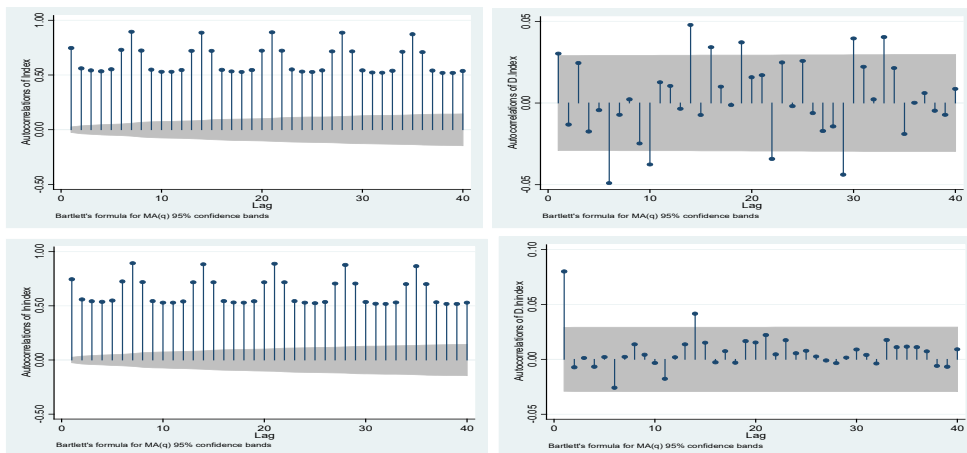 Autocorrelations of Index
1.00
0.50
0.00
-0.50
0 10 20 30 40
Lag
Bartlett's formula for MA(q) 95% confidence bands
Autocorrelations of D.Index
0.05
0.00
-0.05
0 10 20 30 40
Lag
Bartlett's formula for MA(q) 95% confidence bands
Autocorrelations of lnindex
1.00
0.50
0.00
-0.50
0 10 20 30 40
Lag
Bartlett's formula for MA(q) 95% confidence bands
Autocorrelations of D.lnindex
0.10
0.05
0.00
-0.05
0 10 20 30 40
Lag
Bartlett's formula for MA(q) 95% confidence bands